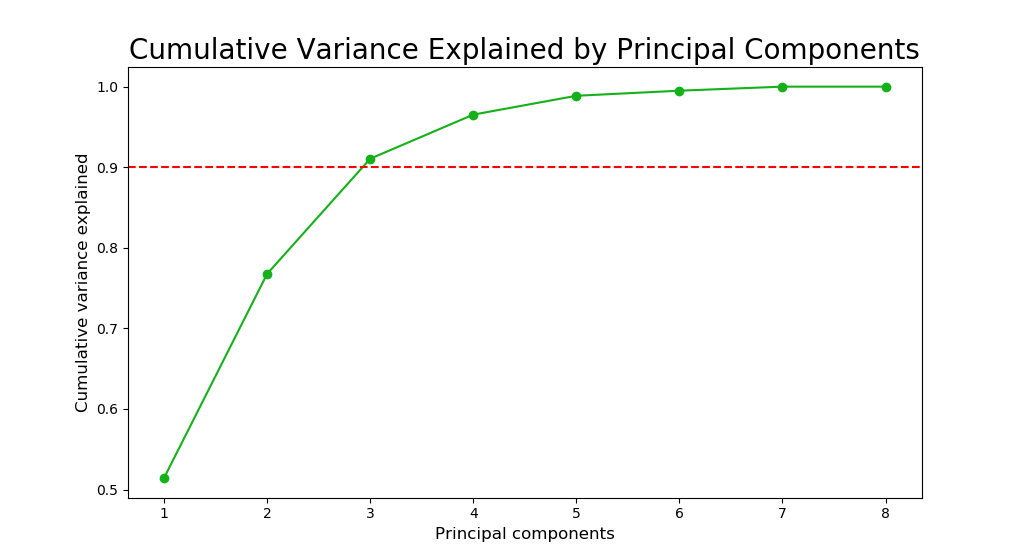 Cumulative Variance Explained by Principal Components
Cumulative variance explained
1.0
0.9
0.8
0.7
0.6
0.5
1 2 3 4 5 6 7 8
Principal components